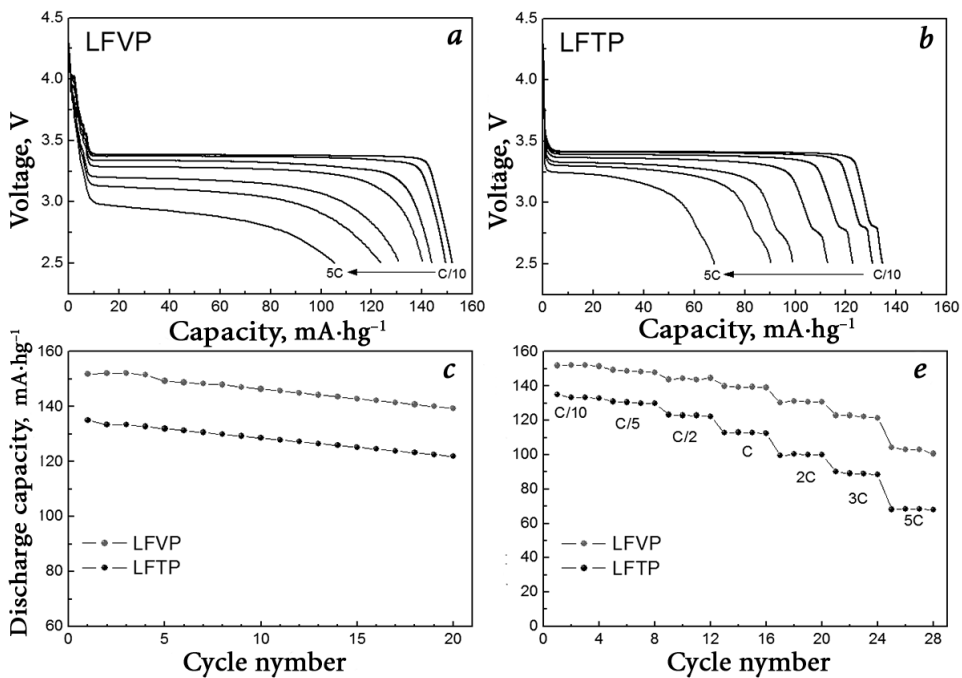 LFVP
a
4.5
4.0
3.5
3.0
2.5
Voltage, V
5C
C/10
0 20 40 60 80 100 120 140 160
Capacity, mA·hg⁻¹
LFTP
b
4.5
4.0
3.5
3.0
2.5
Voltage, V
5C
C/10
0 20 40 60 80 100 120 140 160
Capacity, mA·hg⁻¹
c
160
140
120
100
80
60
Discharge capacity, mA·hg⁻¹
LFVP
LFTP
0 5 10 15 20
Cycle nymber
e
160
140
120
100
80
60
40
20
0
C/10
C/5
C/2
C
2C
3C
5C
LFVP
LFTP
0 4 8 12 16 20 24 28
Cycle nymber